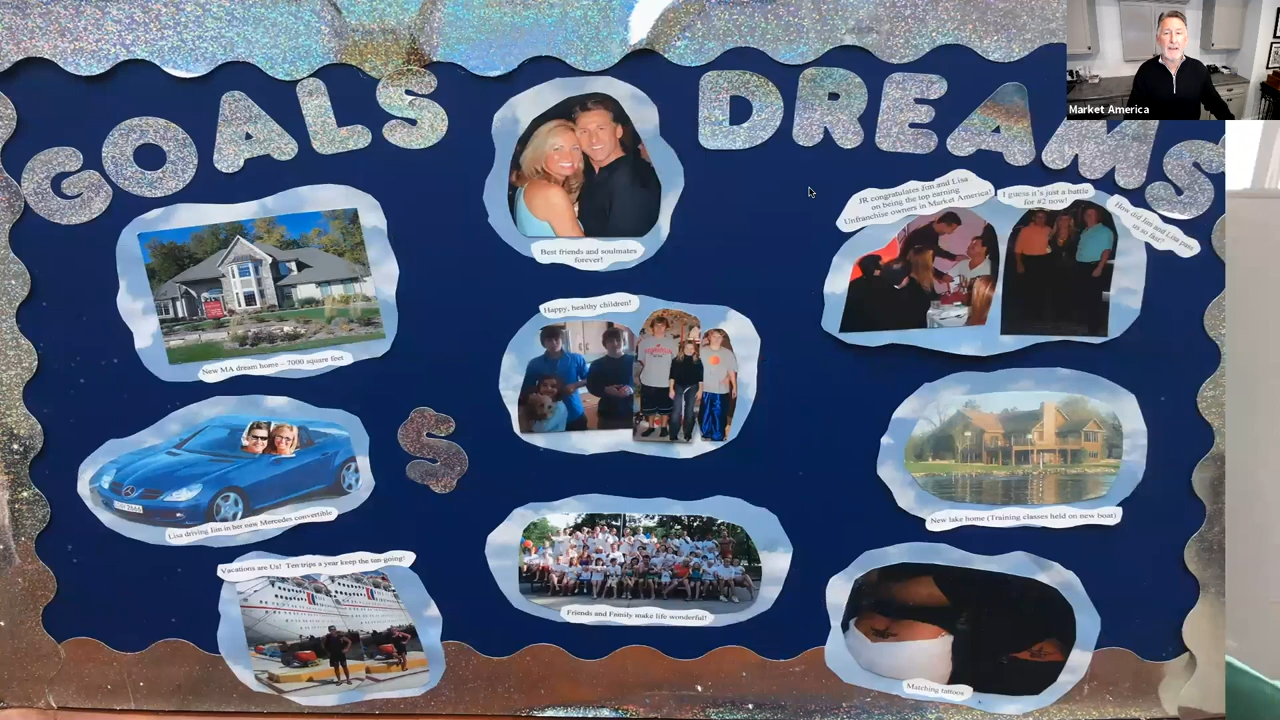 GOALS
DREAMS
Market America
Best friends and soulmates
forever!
JR congratulates Jim and Lisa
on being the top earning
Unfranchise owners in Market America!
I guess it's just a battle
for #2 now!
How did Jim and Lisa pass
us so fast?
New MA dream home – 7000 square feet
Happy, healthy children!
$
Lisa driving Jim in her new Mercedes convertible
New lake home (Training classes held on new boat)
Vacations are Us! Ten trips a year keep the tan going!
Friends and Family make life wonderful!
Matching tattoos